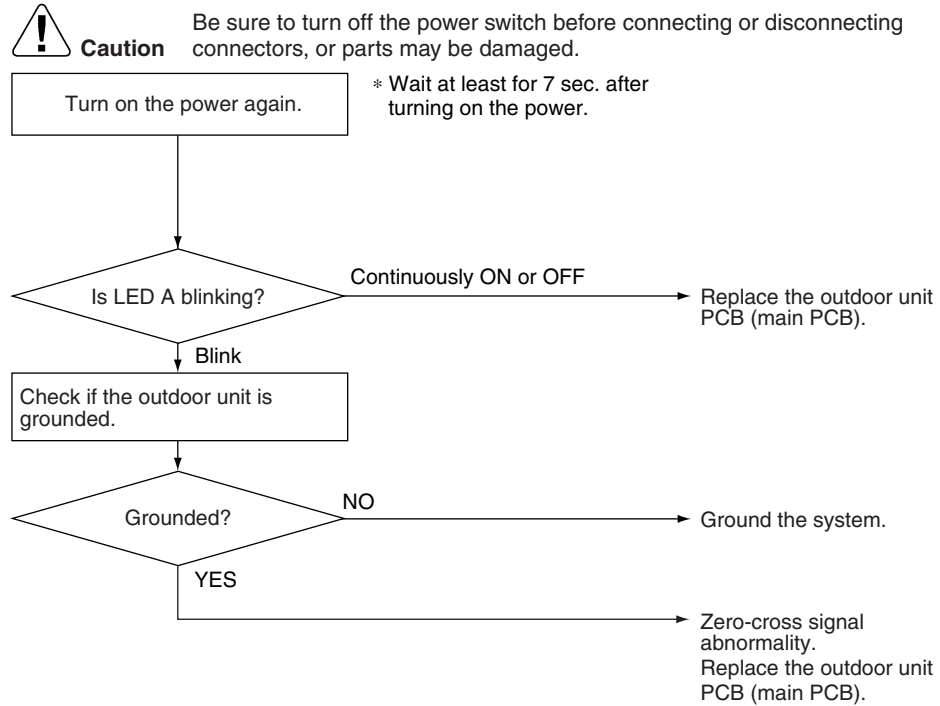 Be sure to turn off the power switch before connecting or disconnecting
Caution connectors, or parts may be damaged.
Turn on the power again.
* Wait at least for 7 sec. after
turning on the power.
Is LED A blinking?
Continuously ON or OFF
Replace the outdoor unit
PCB (main PCB).
Blink
Check if the outdoor unit is
grounded.
Grounded?
NO
Ground the system.
YES
Zero-cross signal
abnormality.
Replace the outdoor unit
PCB (main PCB).